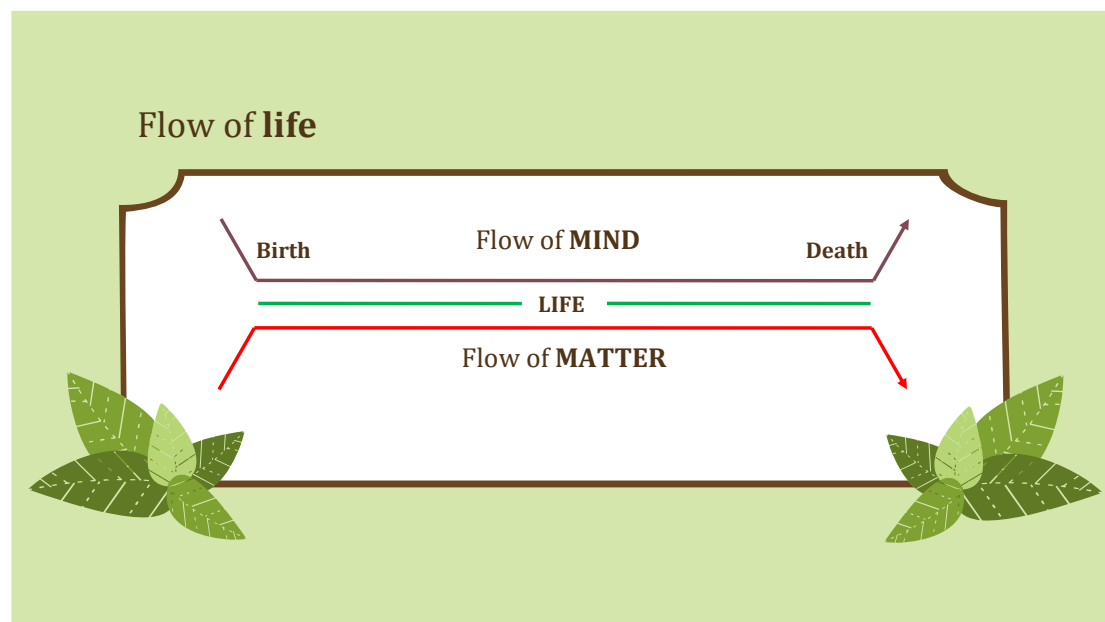 Flow of life
Flow of MIND
Birth
Death
LIFE
Flow of MATTER